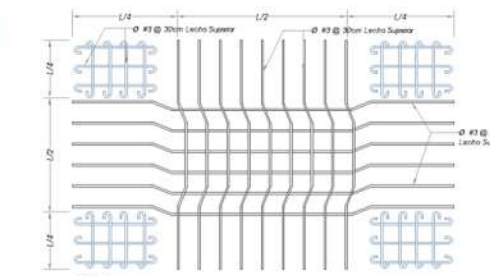 L/4 L/2 L/4
Ø #3 @ 30cm Lecho Superior Ø #3 @ 30cm Lecho Superior
L/4
L/2
Ø #3 @
L/4